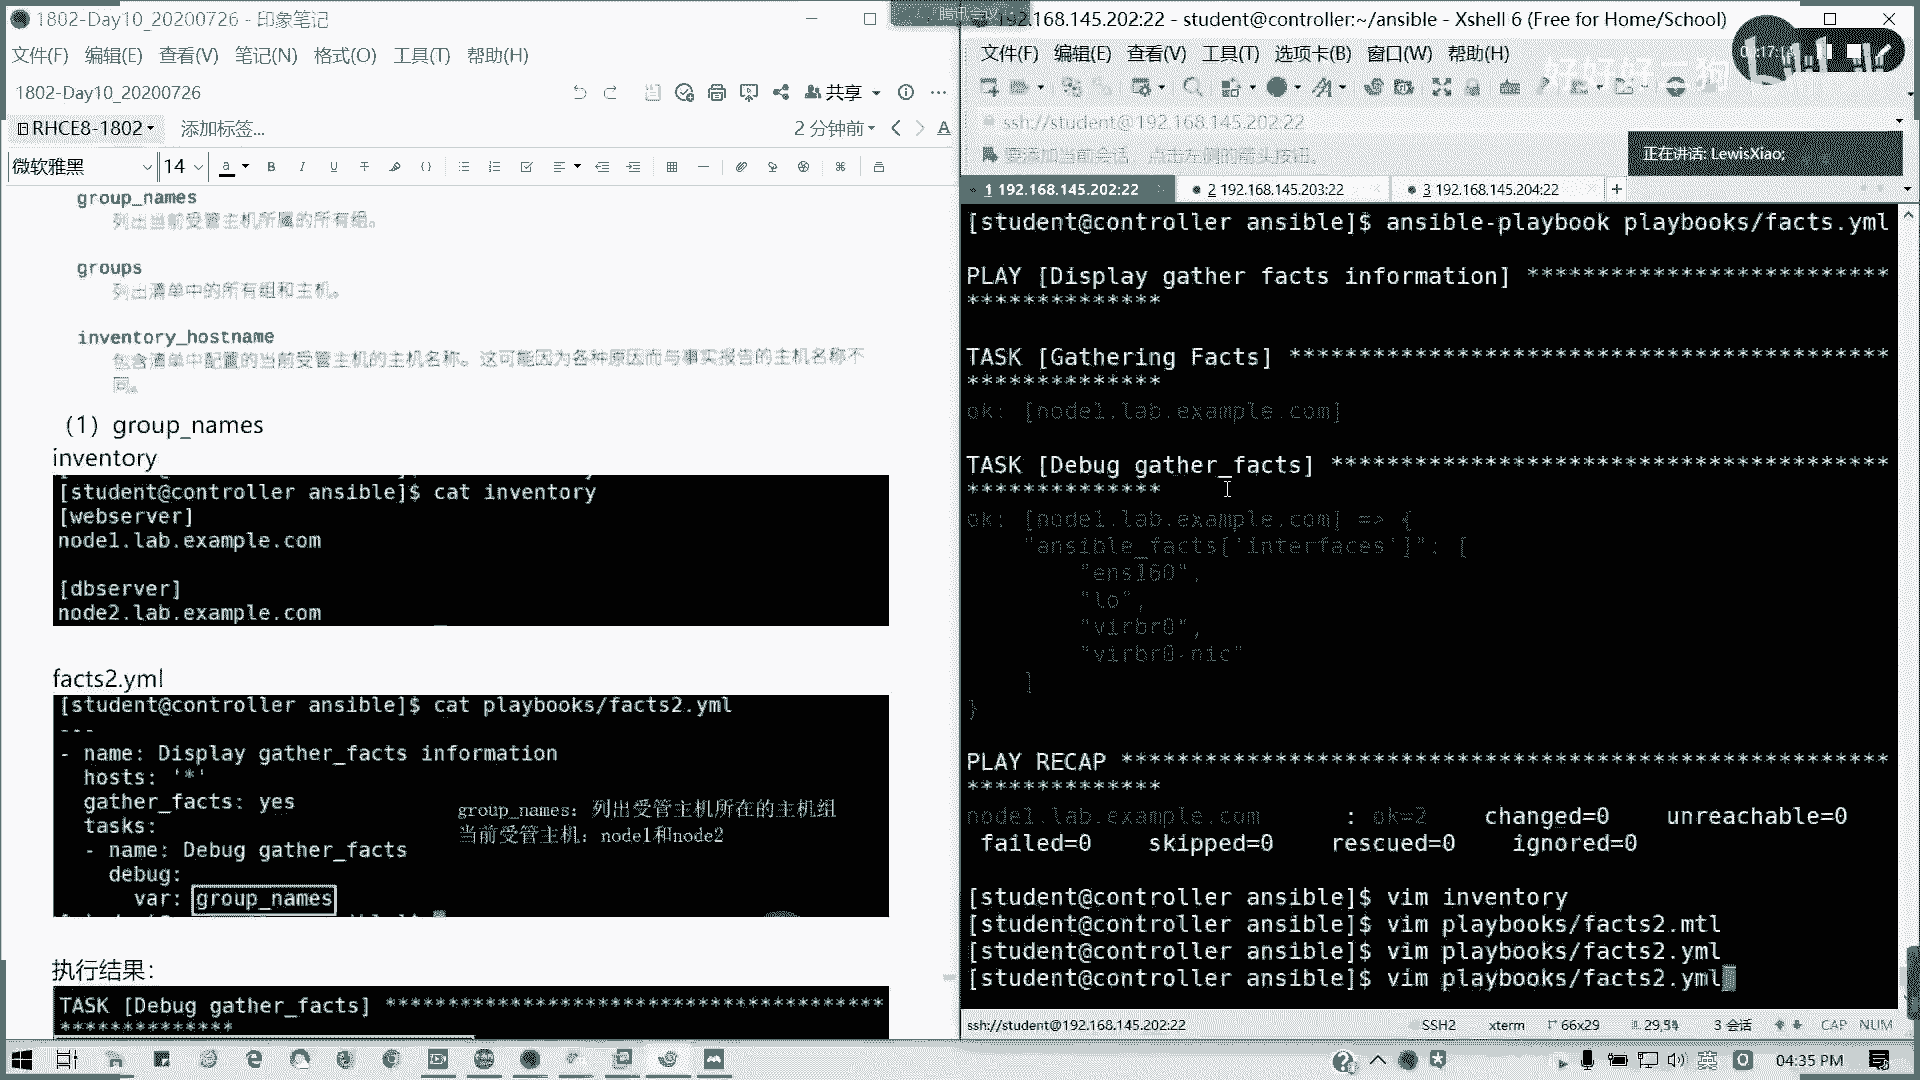 1802-Day10_20200726 - 印象笔记
文件(F) 编辑(E) 查看(V) 笔记(N) 格式(O) 工具(T) 帮助(H)
1802-Day10_20200726
共享
RHCE8-1802
添加标签...
2 分钟前
微软雅黑 14
group_names
列出当前受管主机所属的所有组。
groups
列出清单中的所有组和主机。
inventory_hostname
包含清单中配置的当前受管主机的主机名称。这可能因为各种原因而与事实报告的主机名称不
同。
（1）group_names
inventory
[student@controller ansible]$ cat inventory
[webserver]
node1.lab.example.com
[dbserver]
node2.lab.example.com
facts2.yml
[student@controller ansible]$ cat playbooks/facts2.yml
---
- name: Display gather_facts information
hosts: '*'
gather_facts: yes
tasks:
- name: Debug gather_facts
debug:
var: group_names
group_names：列出受管主机所在的主机组
当前受管主机：node1和node2
执行结果：
TASK [Debug gather_facts] ****************************************
**************
192.168.145.202:22 - student@controller:~/ansible - Xshell 6 (Free for Home/School)
文件(F) 编辑(E) 查看(V) 工具(T) 选项卡(B) 窗口(W) 帮助(H)
好好好二狗
ssh://student@192.168.145.202:22
要添加当前会话，点击左侧的箭头按钮。
正在讲话: LewisXiao;
1 192.168.145.202:22
2 192.168.145.203:22
3 192.168.145.204:22
[student@controller ansible]$ ansible-playbook playbooks/facts.yml
PLAY [Display gather facts information] **************************
**************
TASK [Gathering Facts] *******************************************
**************
ok: [node1.lab.example.com]
TASK [Debug gather_facts] ****************************************
**************
ok: [node1.lab.example.com] => {
"ansible_facts['interfaces']": [
"ens160",
"lo",
"virbr0",
"virbr0-nic"
]
}
PLAY RECAP *******************************************************
**************
node1.lab.example.com : ok=2 changed=0 unreachable=0
failed=0 skipped=0 rescued=0 ignored=0
[student@controller ansible]$ vim inventory
[student@controller ansible]$ vim playbooks/facts2.mtl
[student@controller ansible]$ vim playbooks/facts2.yml
[student@controller ansible]$ vim playbooks/facts2.yml
ssh://student@192.168.145.202:22
SSH2 xterm 66x29 29,54 3 会话 CAP NUM
英
04:35 PM